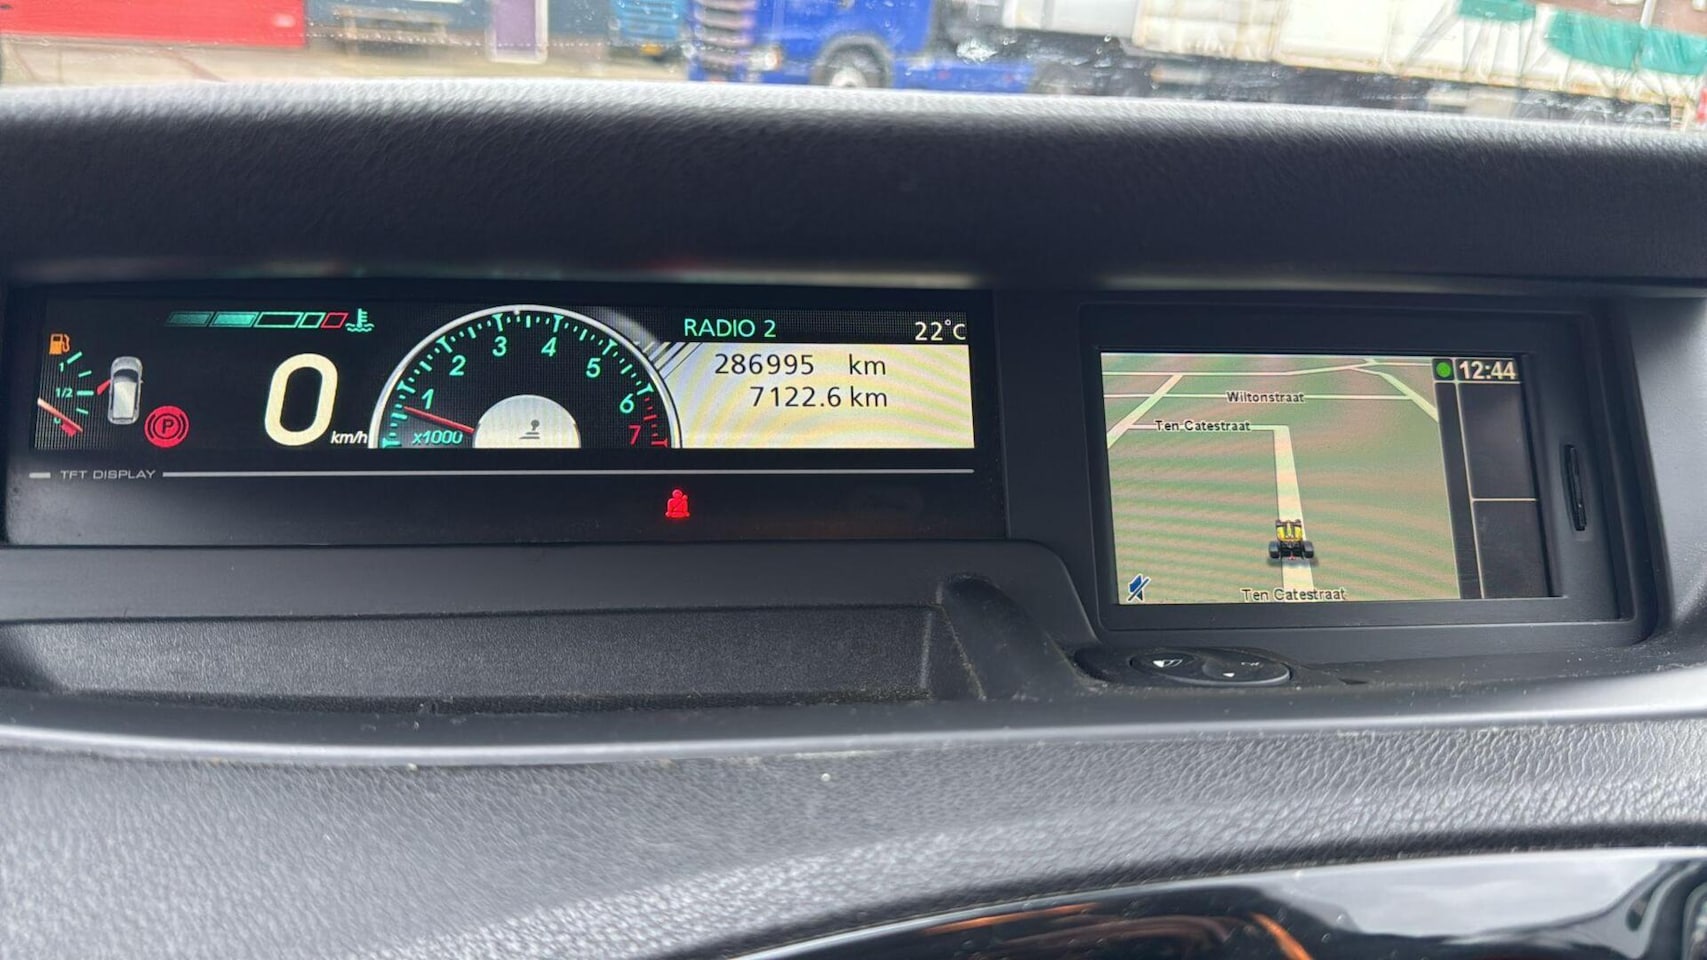 RADIO 2
22°C
286995 km
7122.6 km
1
1/2
0
km/h
1 2 3 4 5 6 7
x1000
P
TFT DISPLAY
12:44
Wiltonstraat
Ten Catestraat
Ten Catestraat